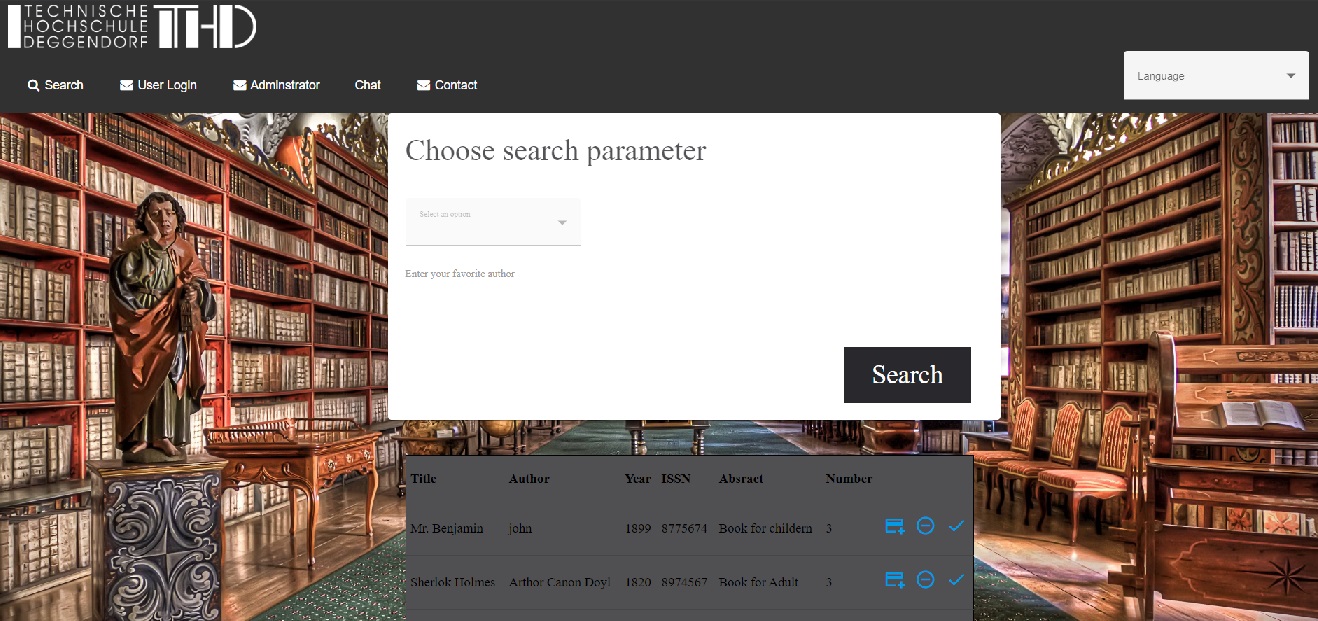 TECHNISCHE
HOCHSCHULE
DEGGENDORF THD
Search User Login Adminstrator Chat Contact
Language
Choose search parameter
Select an option
Enter your favorite author
Search
Title Author Year ISSN Absract Number
Mr. Benjamin john 1899 8775674 Book for childern 3
Sherlok Holmes Arthor Canon Doyl 1820 8974567 Book for Adult 3